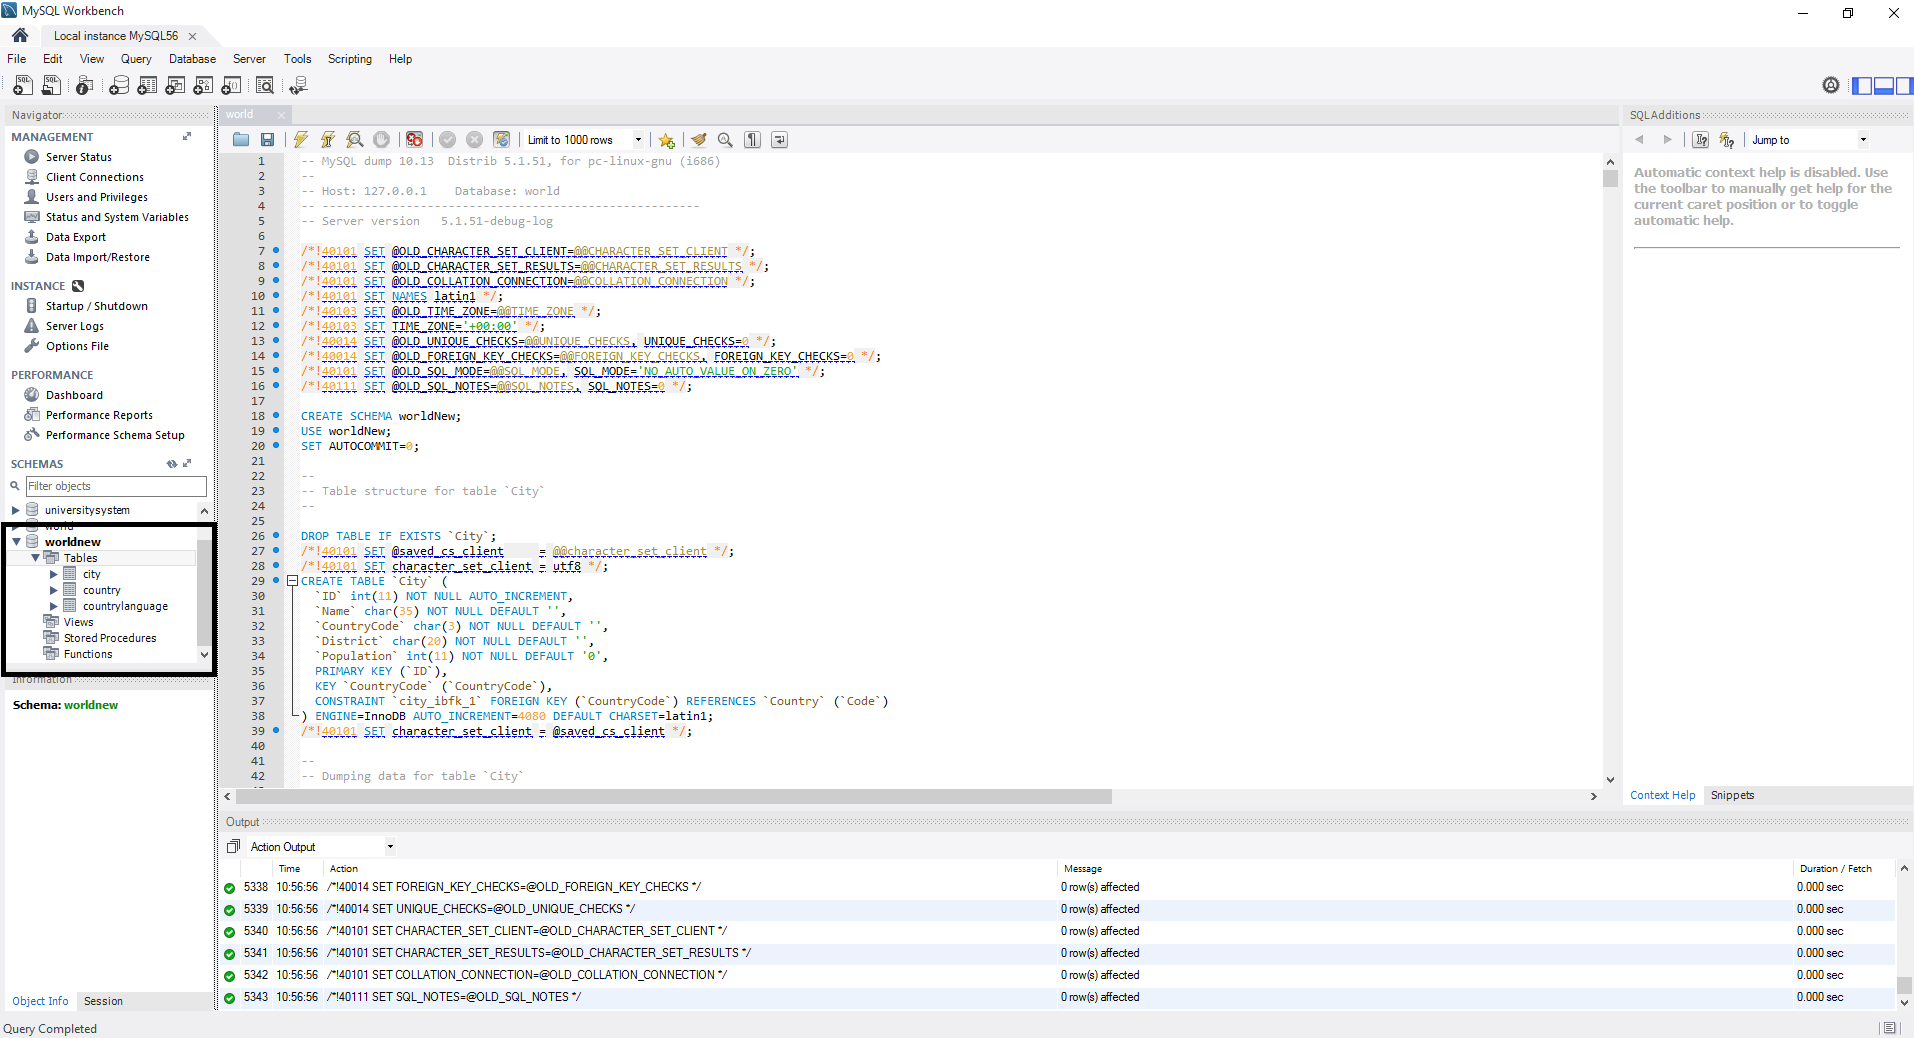 MySQL Workbench
Local instance MySQL56
File Edit View Query Database Server Tools Scripting Help
Navigator
MANAGEMENT
Server Status
Client Connections
Users and Privileges
Status and System Variables
Data Export
Data Import/Restore
INSTANCE
Startup / Shutdown
Server Logs
Options File
PERFORMANCE
Dashboard
Performance Reports
Performance Schema Setup
SCHEMAS
Filter objects
universitysystem
world
worldnew
Tables
city
country
countrylanguage
Views
Stored Procedures
Functions
Information
Schema: worldnew
Object Info Session
Query Completed
world
Limit to 1000 rows
1 -- MySQL dump 10.13  Distrib 5.1.51, for pc-linux-gnu (i686)
2 --
3 -- Host: 127.0.0.1    Database: world
4 -- ------------------------------------------------------
5 -- Server version   5.1.51-debug-log
6
7 /*!40101 SET @OLD_CHARACTER_SET_CLIENT=@@CHARACTER_SET_CLIENT */;
8 /*!40101 SET @OLD_CHARACTER_SET_RESULTS=@@CHARACTER_SET_RESULTS */;
9 /*!40101 SET @OLD_COLLATION_CONNECTION=@@COLLATION_CONNECTION */;
10 /*!40101 SET NAMES latin1 */;
11 /*!40103 SET @OLD_TIME_ZONE=@@TIME_ZONE */;
12 /*!40103 SET TIME_ZONE='+00:00' */;
13 /*!40014 SET @OLD_UNIQUE_CHECKS=@@UNIQUE_CHECKS, UNIQUE_CHECKS=0 */;
14 /*!40014 SET @OLD_FOREIGN_KEY_CHECKS=@@FOREIGN_KEY_CHECKS, FOREIGN_KEY_CHECKS=0 */;
15 /*!40101 SET @OLD_SQL_MODE=@@SQL_MODE, SQL_MODE='NO_AUTO_VALUE_ON_ZERO' */;
16 /*!40111 SET @OLD_SQL_NOTES=@@SQL_NOTES, SQL_NOTES=0 */;
17
18 CREATE SCHEMA worldNew;
19 USE worldNew;
20 SET AUTOCOMMIT=0;
21
22 --
23 -- Table structure for table `City`
24 --
25
26 DROP TABLE IF EXISTS `City`;
27 /*!40101 SET @saved_cs_client     = @@character_set_client */;
28 /*!40101 SET character_set_client = utf8 */;
29 CREATE TABLE `City` (
30 `ID` int(11) NOT NULL AUTO_INCREMENT,
31 `Name` char(35) NOT NULL DEFAULT '',
32 `CountryCode` char(3) NOT NULL DEFAULT '',
33 `District` char(20) NOT NULL DEFAULT '',
34 `Population` int(11) NOT NULL DEFAULT '0',
35 PRIMARY KEY (`ID`),
36 KEY `CountryCode` (`CountryCode`),
37 CONSTRAINT `city_ibfk_1` FOREIGN KEY (`CountryCode`) REFERENCES `Country` (`Code`)
38 ) ENGINE=InnoDB AUTO_INCREMENT=4080 DEFAULT CHARSET=latin1;
39 /*!40101 SET character_set_client = @saved_cs_client */;
40
41 --
42 -- Dumping data for table `City`
SQLAdditions
Jump to
Automatic context help is disabled. Use
the toolbar to manually get help for the
current caret position or to toggle
automatic help.
Context Help Snippets
Output
Action Output
Time Action Message Duration / Fetch
5338 10:56:56 /*!40014 SET FOREIGN_KEY_CHECKS=@OLD_FOREIGN_KEY_CHECKS */ 0 row(s) affected 0.000 sec
5339 10:56:56 /*!40014 SET UNIQUE_CHECKS=@OLD_UNIQUE_CHECKS */ 0 row(s) affected 0.000 sec
5340 10:56:56 /*!40101 SET CHARACTER_SET_CLIENT=@OLD_CHARACTER_SET_CLIENT */ 0 row(s) affected 0.000 sec
5341 10:56:56 /*!40101 SET CHARACTER_SET_RESULTS=@OLD_CHARACTER_SET_RESULTS */ 0 row(s) affected 0.000 sec
5342 10:56:56 /*!40101 SET COLLATION_CONNECTION=@OLD_COLLATION_CONNECTION */ 0 row(s) affected 0.000 sec
5343 10:56:56 /*!40111 SET SQL_NOTES=@OLD_SQL_NOTES */ 0 row(s) affected 0.000 sec